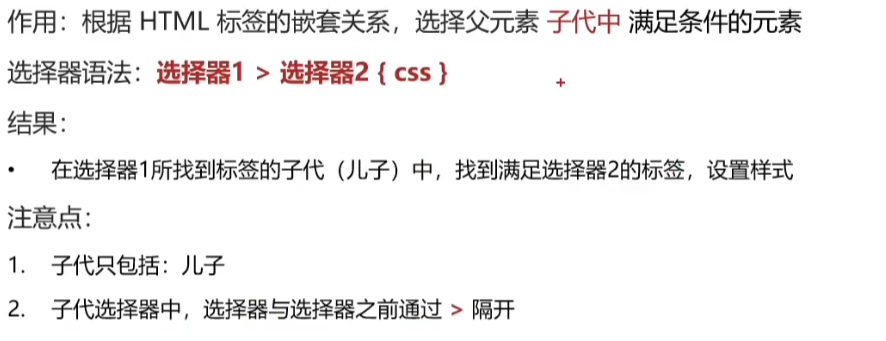 作用：根据 HTML 标签的嵌套关系，选择父元素 子代中 满足条件的元素
选择器语法：选择器1 > 选择器2 { css }
结果：
• 在选择器1所找到标签的子代（儿子）中，找到满足选择器2的标签，设置样式
注意点：
1. 子代只包括：儿子
2. 子代选择器中，选择器与选择器之前通过 > 隔开